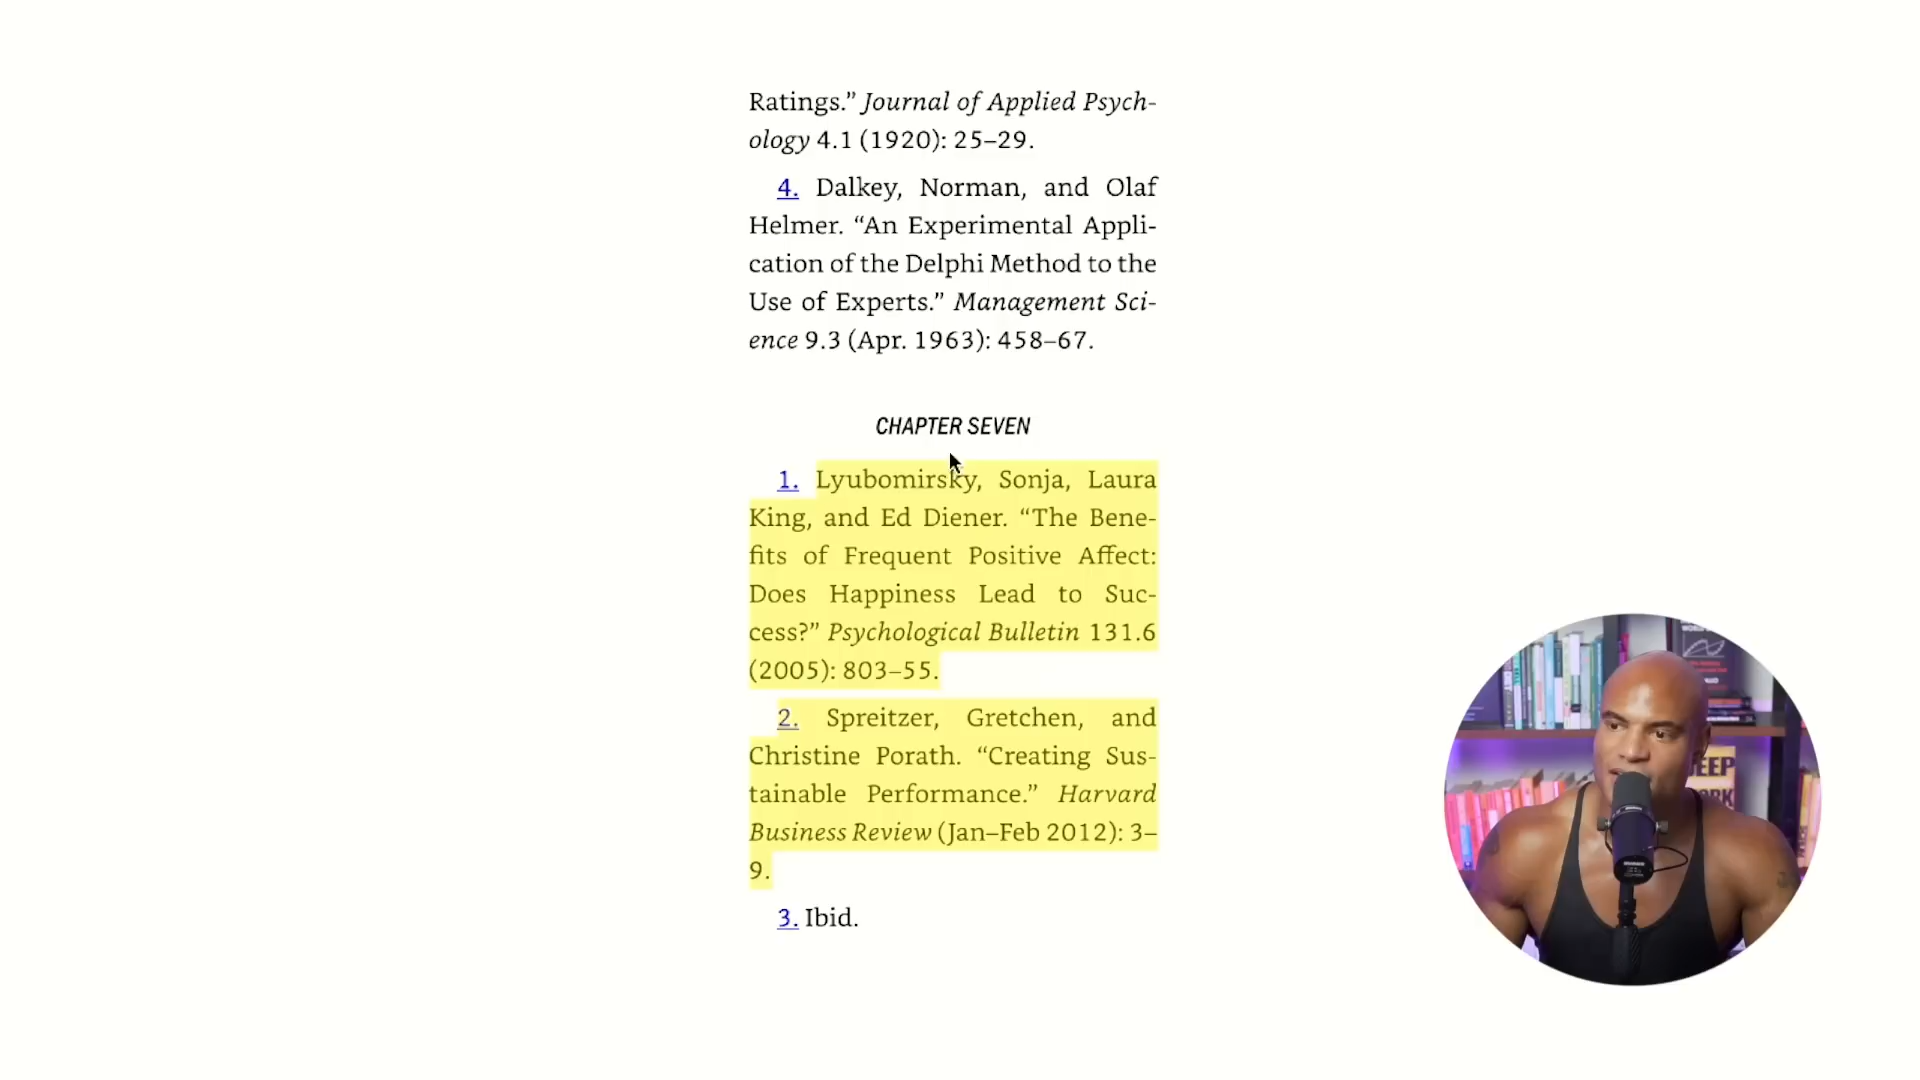 Ratings.” Journal of Applied Psych-
ology 4.1 (1920): 25–29.
4. Dalkey, Norman, and Olaf
Helmer. “An Experimental Appli-
cation of the Delphi Method to the
Use of Experts.” Management Sci-
ence 9.3 (Apr. 1963): 458–67.
CHAPTER SEVEN
1. Lyubomirsky, Sonja, Laura
King, and Ed Diener. “The Bene-
fits of Frequent Positive Affect:
Does Happiness Lead to Suc-
cess?” Psychological Bulletin 131.6
(2005): 803–55.
2. Spreitzer, Gretchen, and
Christine Porath. “Creating Sus-
tainable Performance.” Harvard
Business Review (Jan–Feb 2012): 3–
9.
3. Ibid.
DEEP
WORK